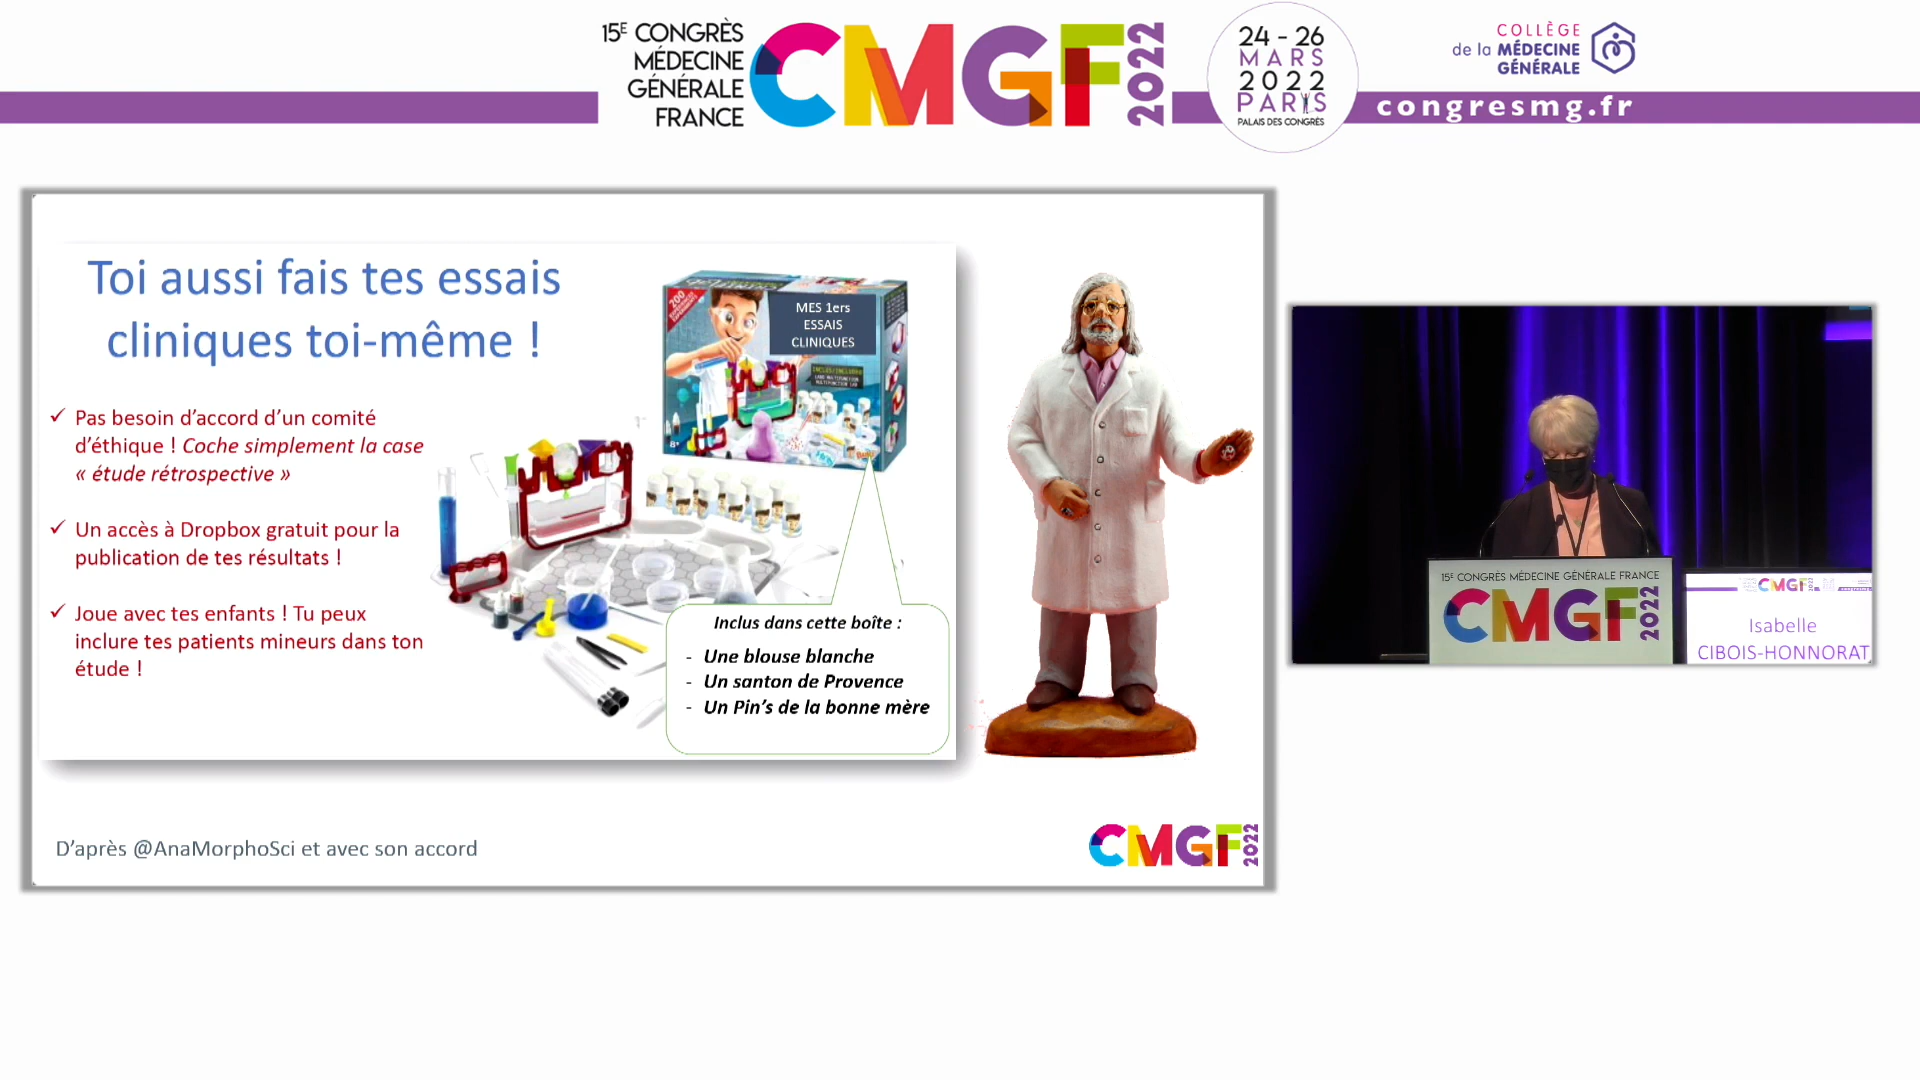 15E CONGRÈS
MÉDECINE
GÉNÉRALE
FRANCE
CMGF 2022
24 - 26
MARS
2022
PARIS
PALAIS DES CONGRÈS
COLLÈGE
de la MÉDECINE
GÉNÉRALE
congresmg.fr
Toi aussi fais tes essais
cliniques toi-même !
✓ Pas besoin d’accord d’un comité
d’éthique ! Coche simplement la case
« étude rétrospective »
✓ Un accès à Dropbox gratuit pour la
publication de tes résultats !
✓ Joue avec tes enfants ! Tu peux
inclure tes patients mineurs dans ton
étude !
200
MES 1ers
ESSAIS
CLINIQUES
Inclus dans cette boîte :
- Une blouse blanche
- Un santon de Provence
- Un Pin’s de la bonne mère
D’après @AnaMorphoSci et avec son accord
CMGF 2022
15E CONGRÈS MÉDECINE GÉNÉRALE FRANCE
CMGF 2022
CMGF
Isabelle
CIBOIS-HONNORAT